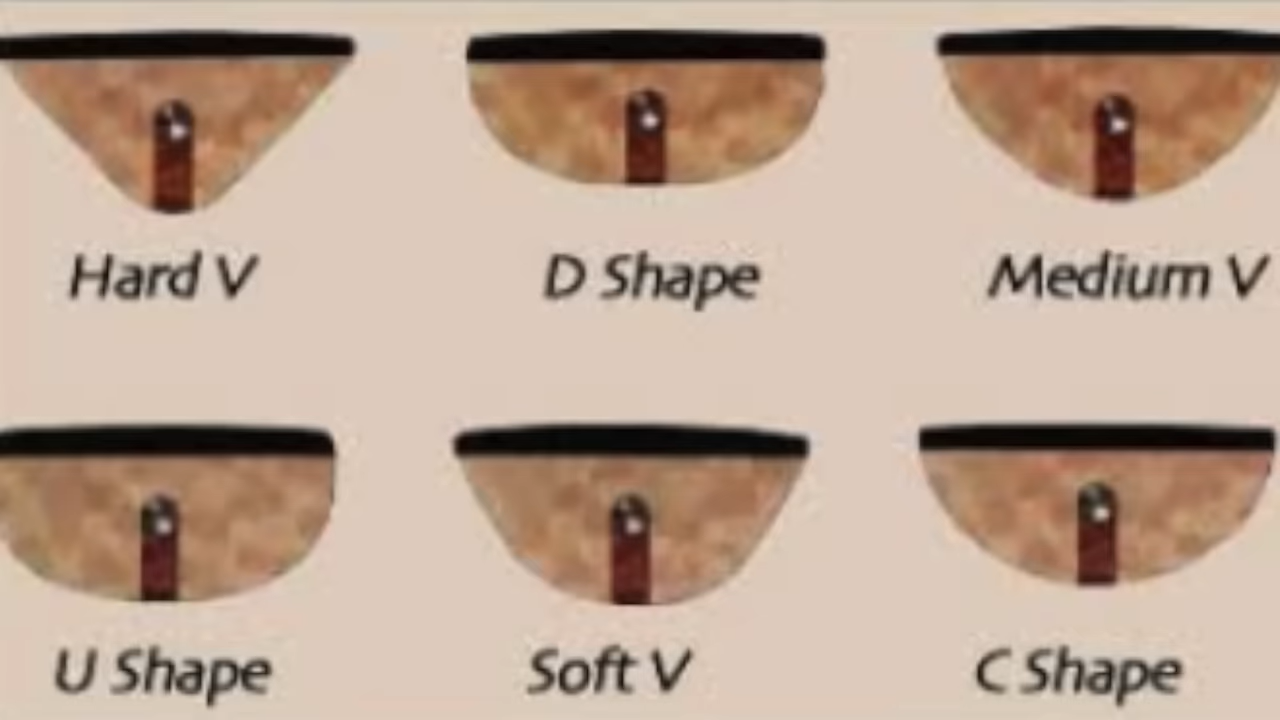 Hard V
D Shape
Medium V
U Shape
Soft V
C Shape